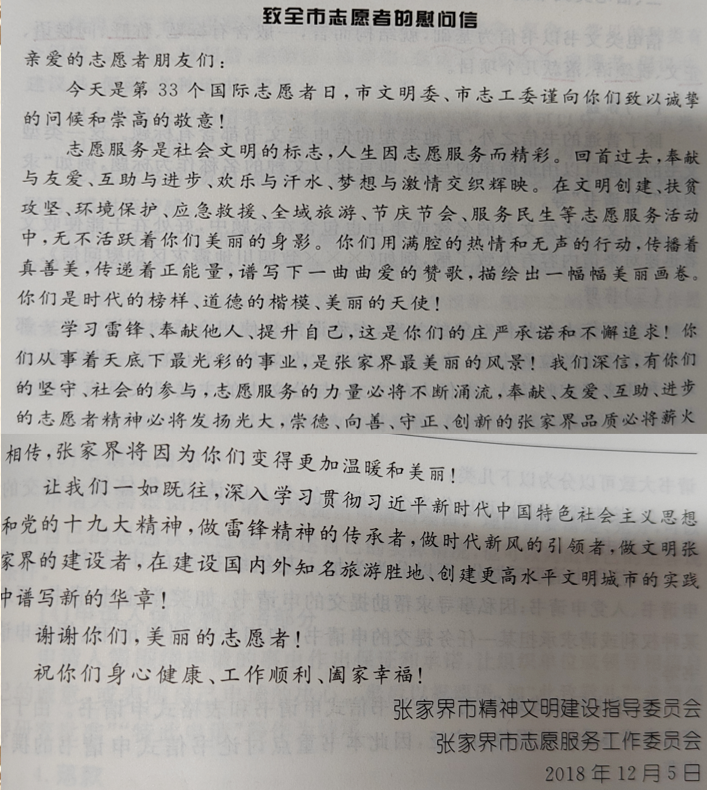 致全市志愿者的慰问信
亲爱的志愿者朋友们：
今天是第33个国际志愿者日，市文明委、市志工委谨向你们致以诚挚
的问候和崇高的敬意！
志愿服务是社会文明的标志，人生因志愿服务而精彩。回首过去，奉献
与友爱、互助与进步、欢乐与汗水、梦想与激情交织辉映。在文明创建、扶贫
攻坚、环境保护、应急救援、全域旅游、节庆节会、服务民生等志愿服务活动
中，无不活跃着你们美丽的身影。你们用满腔的热情和无声的行动，传播着
真善美，传递着正能量，谱写下一曲曲爱的赞歌，描绘出一幅幅美丽画卷。
你们是时代的榜样、道德的楷模、美丽的天使！
学习雷锋、奉献他人、提升自己，这是你们的庄严承诺和不懈追求！你
们从事着天底下最光彩的事业，是张家界最美丽的风景！我们深信，有你们
的坚守、社会的参与，志愿服务的力量必将不断涌流，奉献、友爱、互助、进步
的志愿者精神必将发扬光大，崇德、向善、守正、创新的张家界品质必将薪火
相传，张家界将因为你们变得更加温暖和美丽！
让我们一如既往，深入学习贯彻习近平新时代中国特色社会主义思想
和党的十九大精神，做雷锋精神的传承者，做时代新风的引领者，做文明张
家界的建设者，在建设国内外知名旅游胜地、创建更高水平文明城市的实践
中谱写新的华章！
谢谢你们，美丽的志愿者！
祝你们身心健康、工作顺利、阖家幸福！
张家界市精神文明建设指导委员会
张家界市志愿服务工作委员会
2018年12月5日